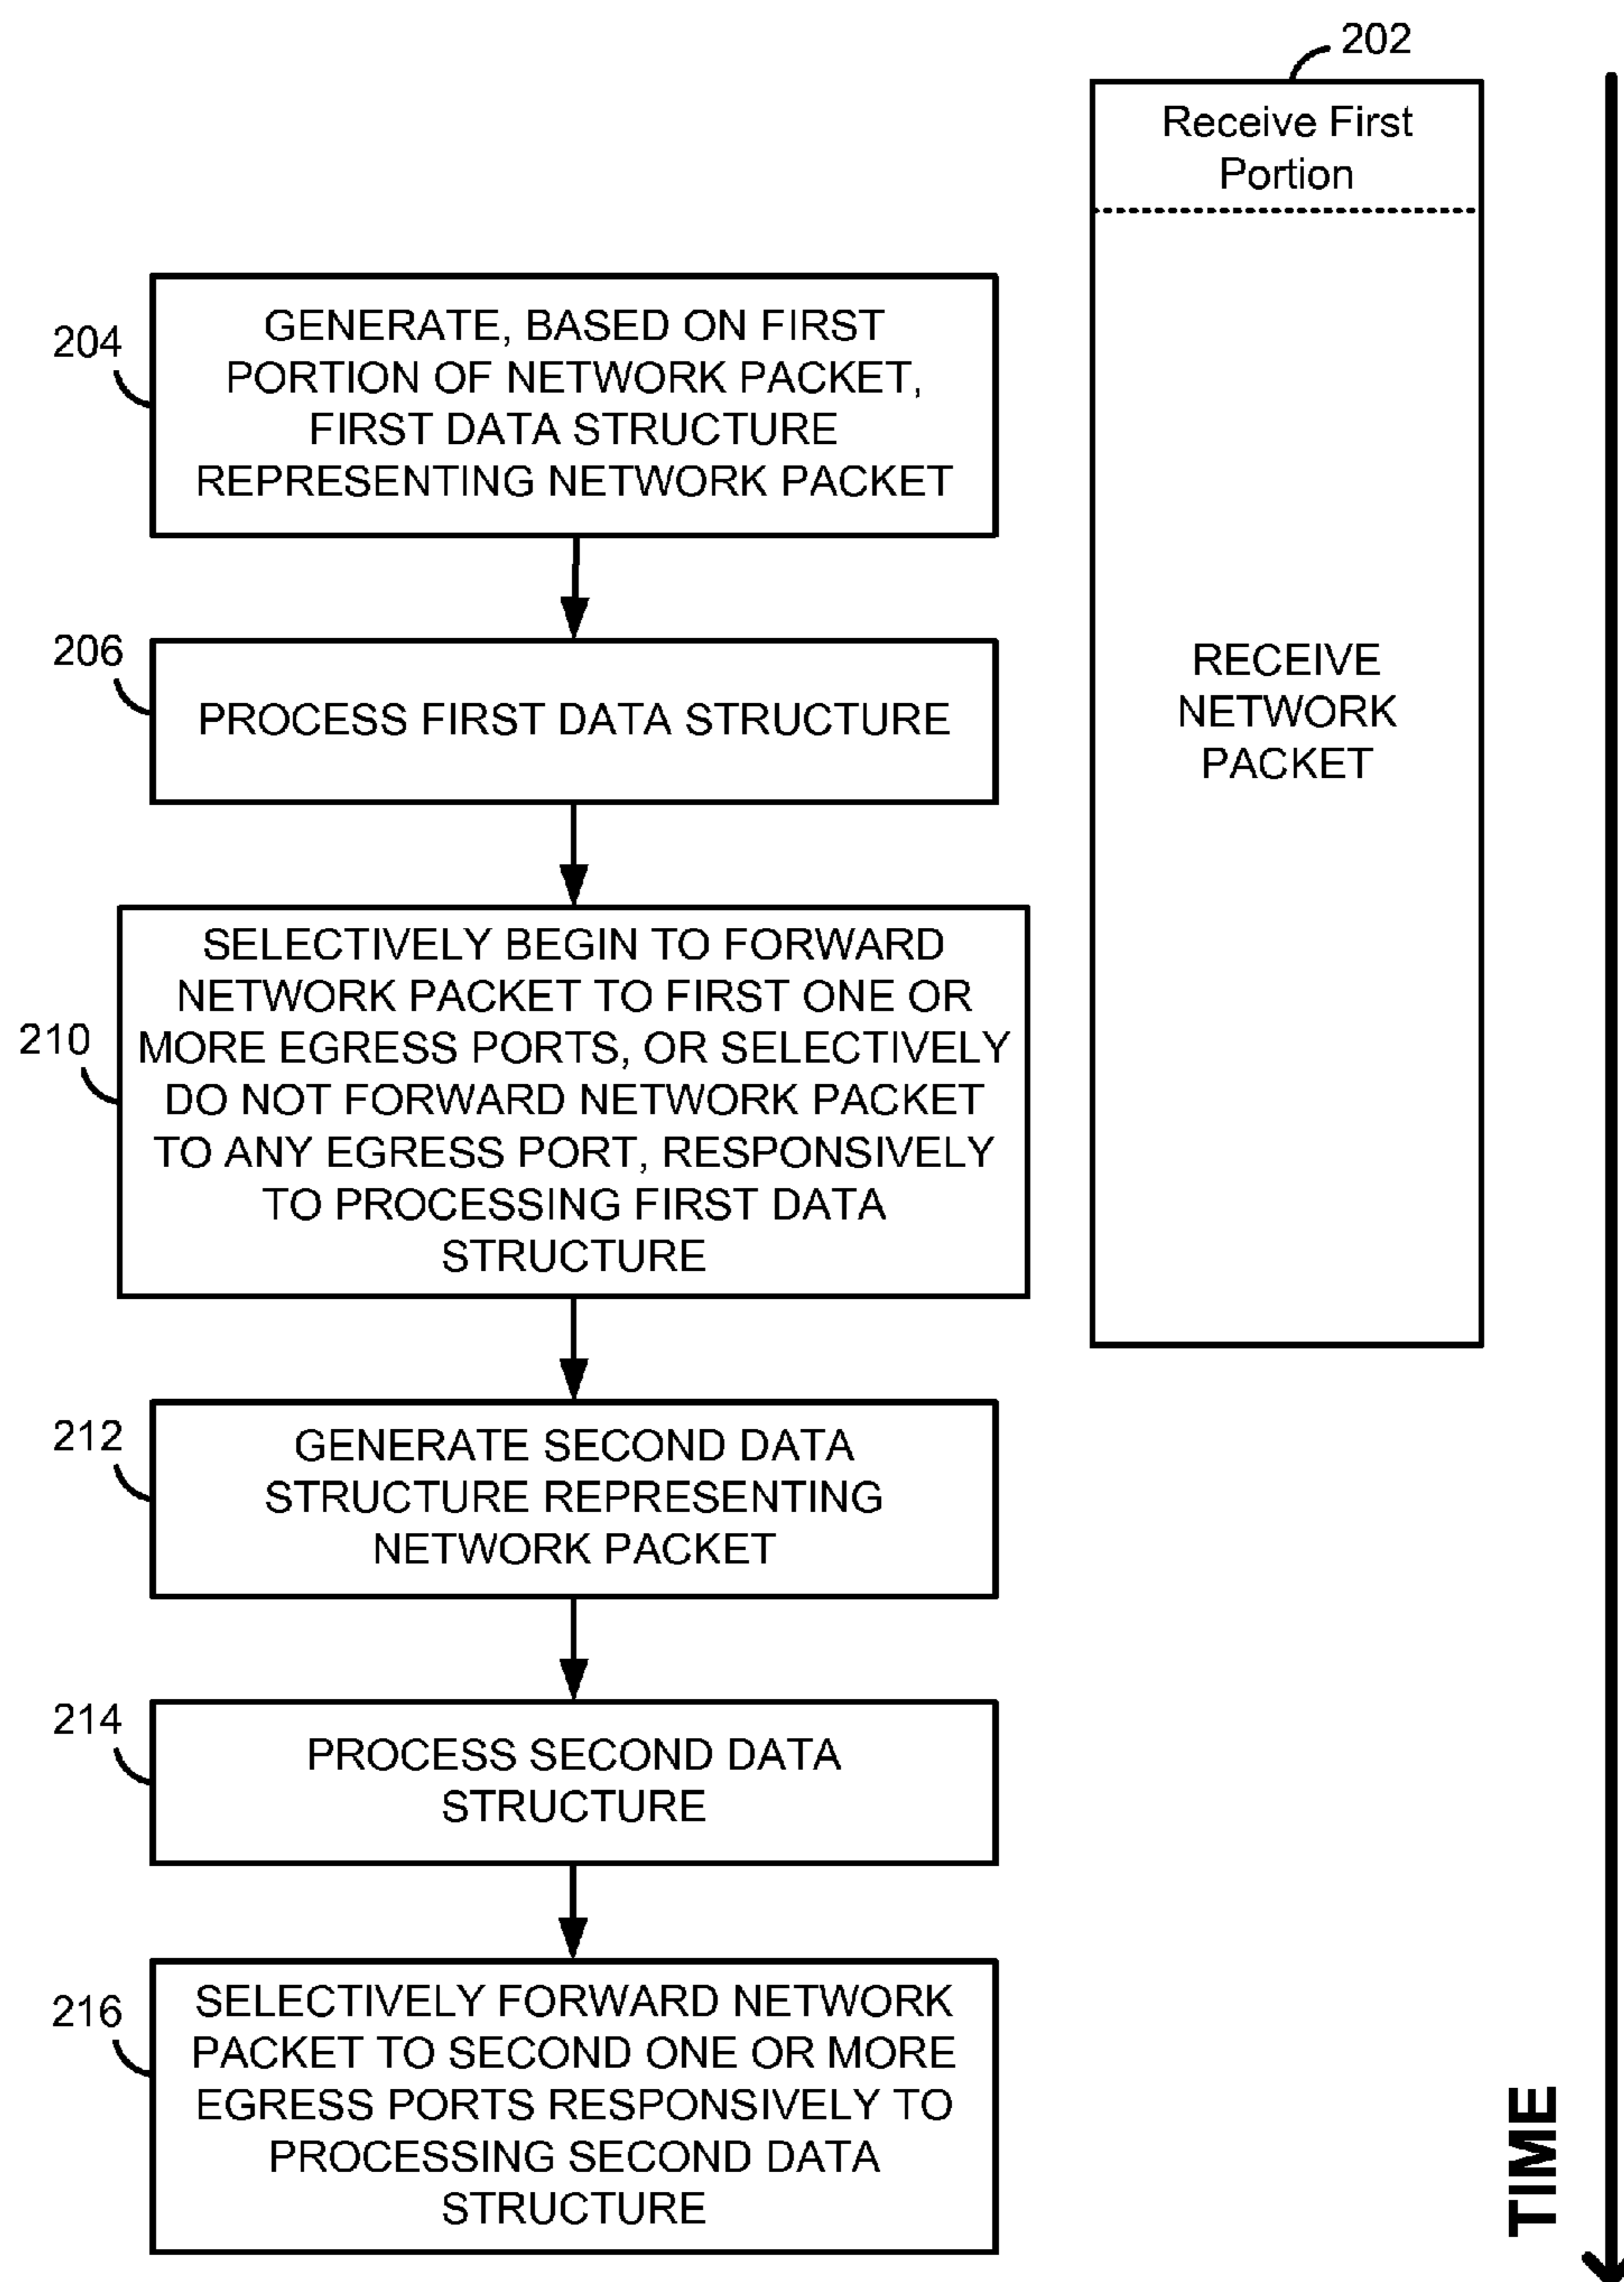 202
Receive First
Portion
204
GENERATE, BASED ON FIRST
PORTION OF NETWORK PACKET,
FIRST DATA STRUCTURE
REPRESENTING NETWORK PACKET
206
PROCESS FIRST DATA STRUCTURE
RECEIVE
NETWORK
PACKET
210
SELECTIVELY BEGIN TO FORWARD
NETWORK PACKET TO FIRST ONE OR
MORE EGRESS PORTS, OR SELECTIVELY
DO NOT FORWARD NETWORK PACKET
TO ANY EGRESS PORT, RESPONSIVELY
TO PROCESSING FIRST DATA
STRUCTURE
212
GENERATE SECOND DATA
STRUCTURE REPRESENTING
NETWORK PACKET
214
PROCESS SECOND DATA
STRUCTURE
216
SELECTIVELY FORWARD NETWORK
PACKET TO SECOND ONE OR MORE
EGRESS PORTS RESPONSIVELY TO
PROCESSING SECOND DATA
STRUCTURE
TIME